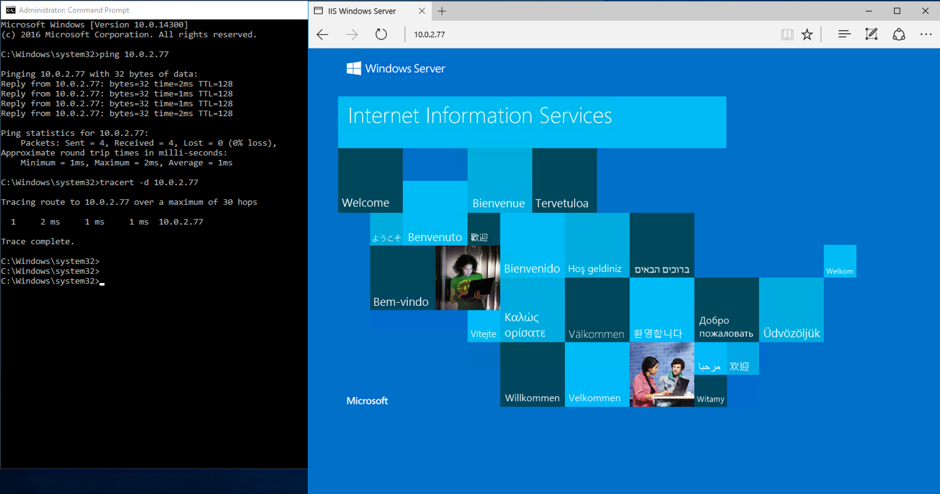 Administrator: Command Prompt
Microsoft Windows [Version 10.0.14300]
(c) 2016 Microsoft Corporation. All rights reserved.
C:\Windows\system32>ping 10.0.2.77
Pinging 10.0.2.77 with 32 bytes of data:
Reply from 10.0.2.77: bytes=32 time=2ms TTL=128
Reply from 10.0.2.77: bytes=32 time=1ms TTL=128
Reply from 10.0.2.77: bytes=32 time=1ms TTL=128
Reply from 10.0.2.77: bytes=32 time=2ms TTL=128
Ping statistics for 10.0.2.77:
Packets: Sent = 4, Received = 4, Lost = 0 (0% loss),
Approximate round trip times in milli-seconds:
Minimum = 1ms, Maximum = 2ms, Average = 1ms
C:\Windows\system32>tracert -d 10.0.2.77
Tracing route to 10.0.2.77 over a maximum of 30 hops
1 2 ms 1 ms 1 ms 10.0.2.77
Trace complete.
C:\Windows\system32>
C:\Windows\system32>
C:\Windows\system32>
IIS Windows Server
10.0.2.77
Windows Server
Internet Information Services
Welcome
Bienvenue
Tervetuloa
ようこそ
Benvenuto
歡迎
Bienvenido
Hoş geldiniz
ברוכים הבאים
Welkom
Bem-vindo
Vítejte
Καλώς
ορίσατε
Välkommen
환영합니다
Добро
пожаловать
Üdvözöljük
Willkommen
Velkommen
مرحبا
欢迎
Witamy
Microsoft